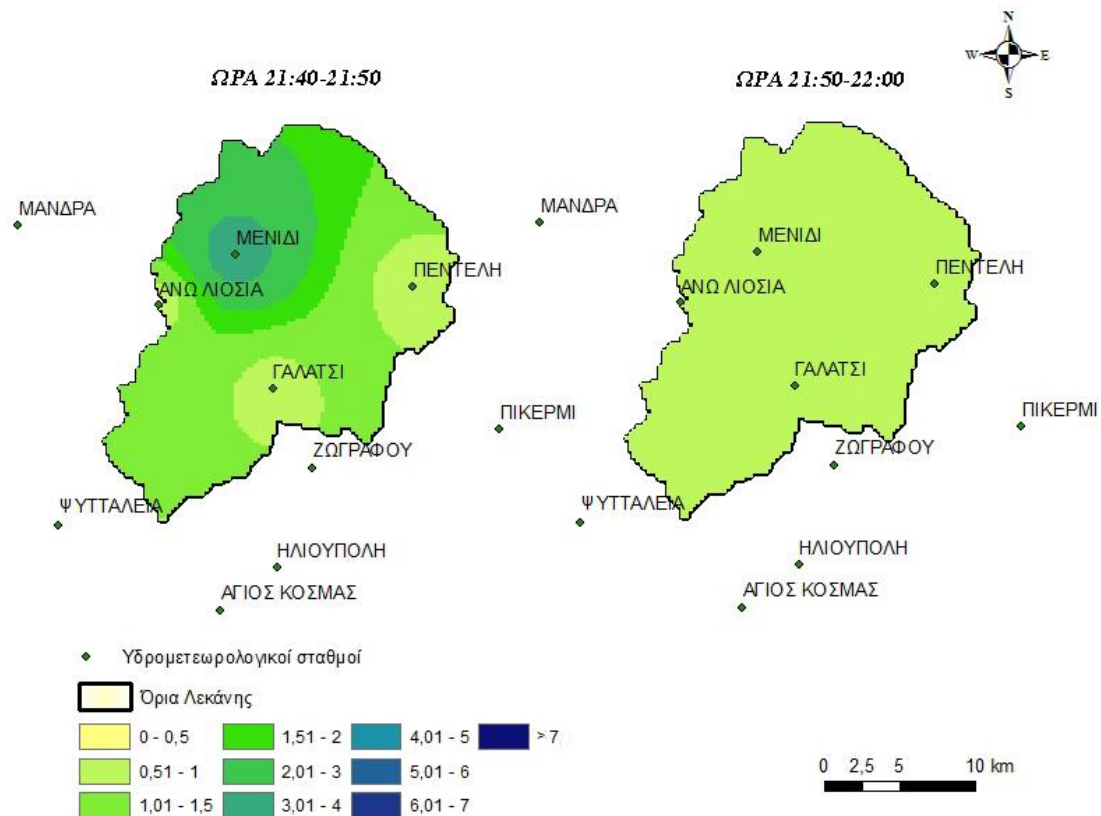 N
W E
S
ΩΡΑ 21:40-21:50
ΩΡΑ 21:50-22:00
ΜΑΝΔΡΑ
ΜΕΝΙΔΙ
ΠΕΝΤΕΛΗ
ΑΝΩ ΛΙΟΣΙΑ
ΓΑΛΑΤΣΙ
ΠΙΚΕΡΜΙ
ΖΩΓΡΑΦΟΥ
ΨΥΤΤΑΛΕΙΑ
ΗΛΙΟΥΠΟΛΗ
ΑΓΙΟΣ ΚΟΣΜΑΣ
ΜΑΝΔΡΑ
ΜΕΝΙΔΙ
ΠΕΝΤΕΛΗ
ΑΝΩ ΛΙΟΣΙΑ
ΓΑΛΑΤΣΙ
ΠΙΚΕΡΜΙ
ΖΩΓΡΑΦΟΥ
ΨΥΤΤΑΛΕΙΑ
ΗΛΙΟΥΠΟΛΗ
ΑΓΙΟΣ ΚΟΣΜΑΣ
Υδρομετεωρολογικοί σταθμοί
Όρια Λεκάνης
0 - 0,5
0,51 - 1
1,01 - 1,5
1,51 - 2
2,01 - 3
3,01 - 4
4,01 - 5
5,01 - 6
6,01 - 7
> 7
0 2,5 5 10 km